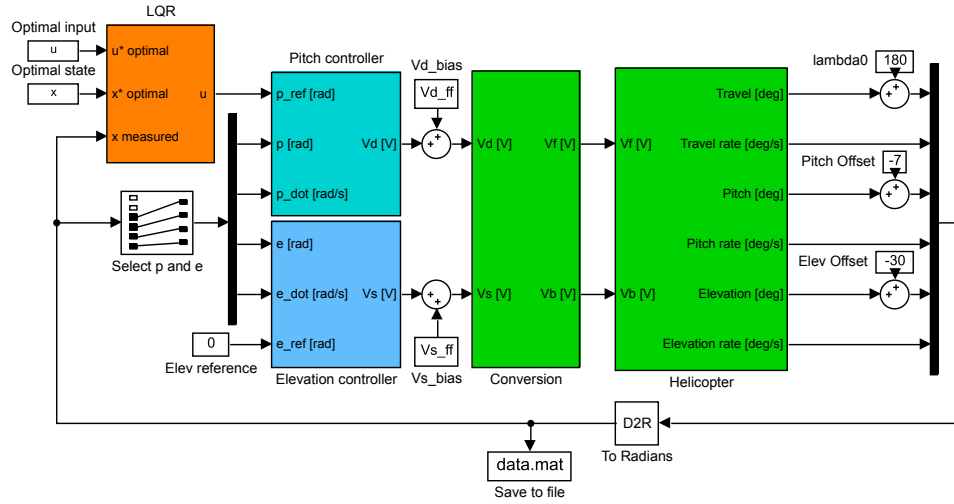 LQR
Optimal input
u
Optimal state
x
u* optimal
x* optimal
x measured
u
Select p and e
Pitch controller
p_ref [rad]
p [rad]
p_dot [rad/s]
Vd [V]
e [rad]
e_dot [rad/s]
e_ref [rad]
Vs [V]
Elevation controller
0
Elev reference
Vd_bias
Vd_ff
+
+
+
+
Vs_ff
Vs_bias
Vd [V]
Vf [V]
Vs [V]
Vb [V]
Conversion
Vf [V]
Vb [V]
Travel [deg]
Travel rate [deg/s]
Pitch [deg]
Pitch rate [deg/s]
Elevation [deg]
Elevation rate [deg/s]
Helicopter
lambda0
180
+
+
Pitch Offset
-7
+
+
Elev Offset
-30
+
+
D2R
To Radians
data.mat
Save to file